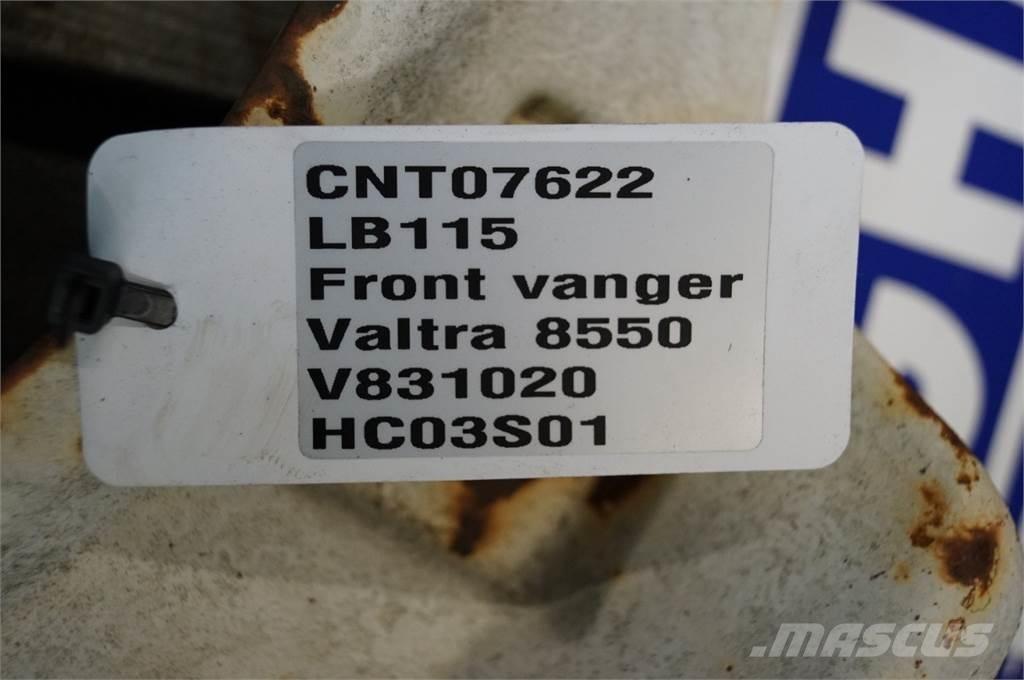 CNT07622
LB115
Front vanger
Valtra 8550
V831020
HC03S01
MASCUS